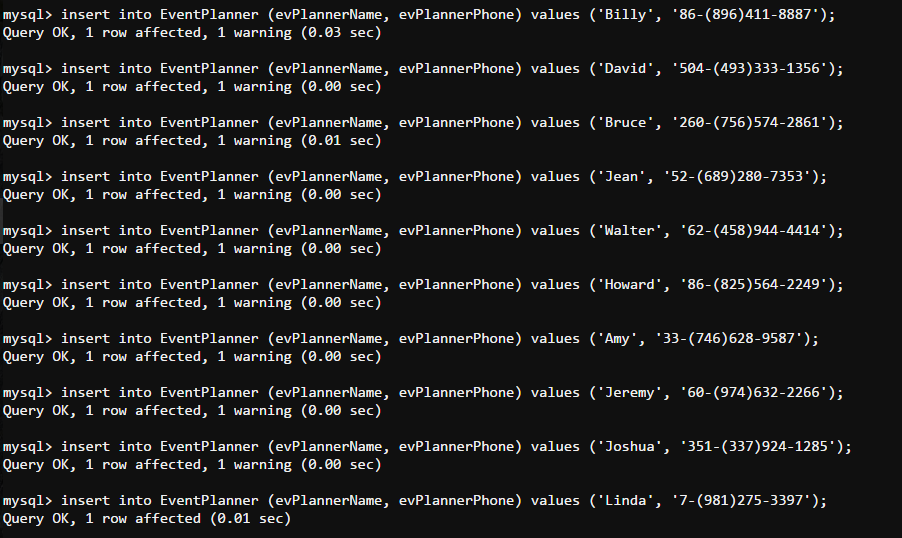 mysql> insert into EventPlanner (evPlannerName, evPlannerPhone) values ('Billy', '86-(896)411-8887');
Query OK, 1 row affected, 1 warning (0.03 sec)
mysql> insert into EventPlanner (evPlannerName, evPlannerPhone) values ('David', '504-(493)333-1356');
Query OK, 1 row affected, 1 warning (0.00 sec)
mysql> insert into EventPlanner (evPlannerName, evPlannerPhone) values ('Bruce', '260-(756)574-2861');
Query OK, 1 row affected, 1 warning (0.01 sec)
mysql> insert into EventPlanner (evPlannerName, evPlannerPhone) values ('Jean', '52-(689)280-7353');
Query OK, 1 row affected, 1 warning (0.00 sec)
mysql> insert into EventPlanner (evPlannerName, evPlannerPhone) values ('Walter', '62-(458)944-4414');
Query OK, 1 row affected, 1 warning (0.00 sec)
mysql> insert into EventPlanner (evPlannerName, evPlannerPhone) values ('Howard', '86-(825)564-2249');
Query OK, 1 row affected, 1 warning (0.00 sec)
mysql> insert into EventPlanner (evPlannerName, evPlannerPhone) values ('Amy', '33-(746)628-9587');
Query OK, 1 row affected, 1 warning (0.00 sec)
mysql> insert into EventPlanner (evPlannerName, evPlannerPhone) values ('Jeremy', '60-(974)632-2266');
Query OK, 1 row affected, 1 warning (0.00 sec)
mysql> insert into EventPlanner (evPlannerName, evPlannerPhone) values ('Joshua', '351-(337)924-1285');
Query OK, 1 row affected, 1 warning (0.00 sec)
mysql> insert into EventPlanner (evPlannerName, evPlannerPhone) values ('Linda', '7-(981)275-3397');
Query OK, 1 row affected (0.01 sec)